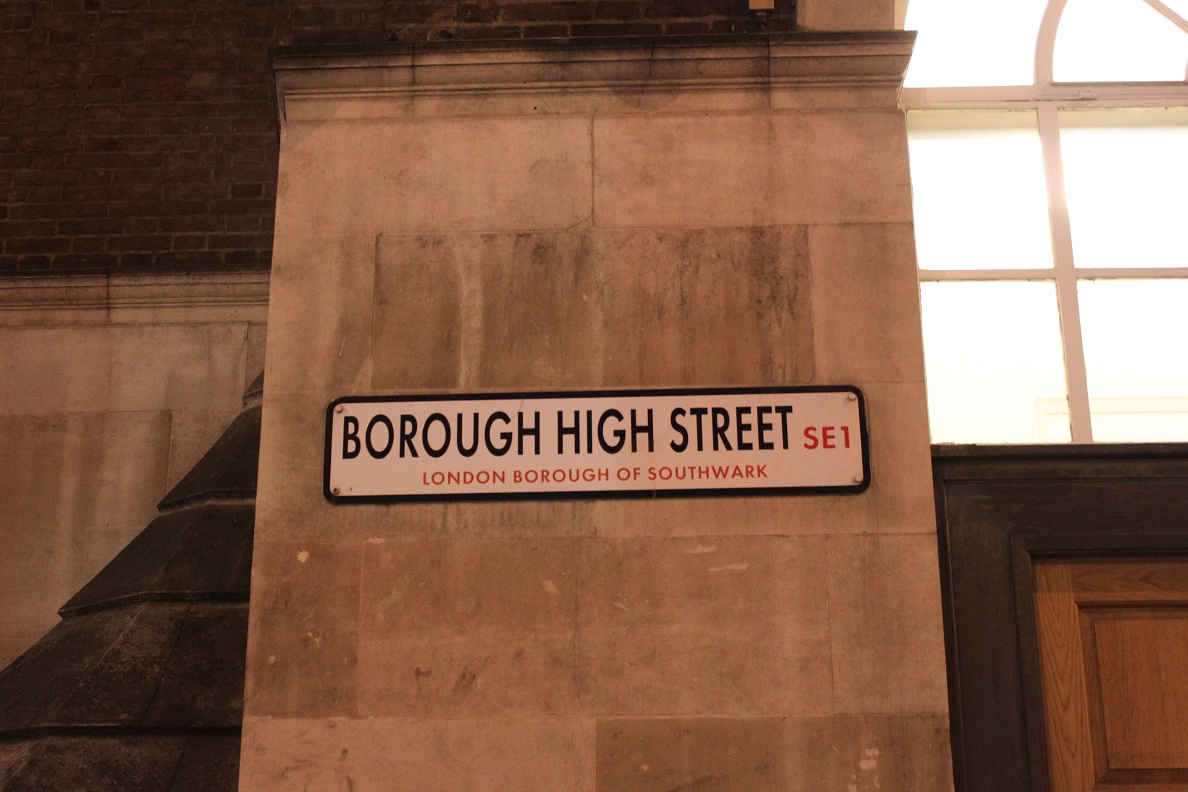 BOROUGH HIGH STREET SE1
LONDON BOROUGH OF SOUTHWARK